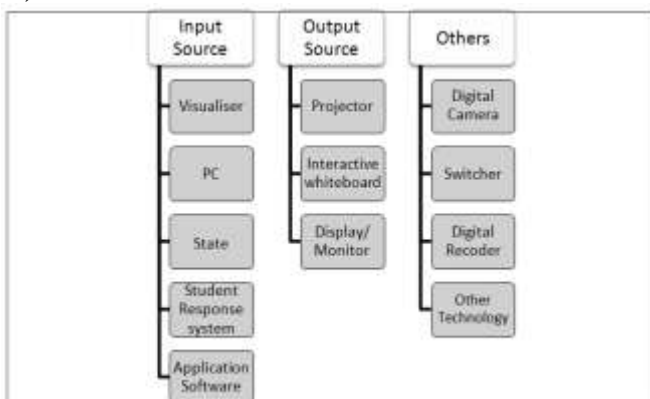 Input
Source
Visualiser
PC
State
Student
Response
system
Application
Software
Output
Source
Projector
Interactive
whiteboard
Display/
Monitor
Others
Digital
Camera
Switcher
Digital
Recoder
Other
Technology